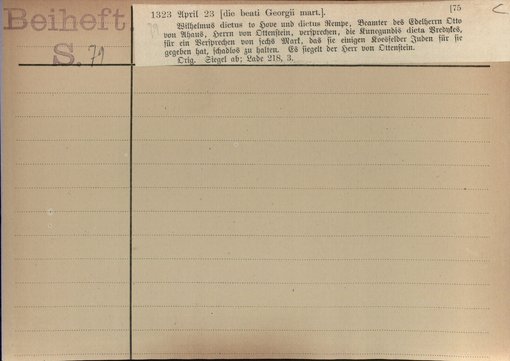 Beiheft
S. 79
[75
C
1323 April 23 [die beati Georgii mart.].
Wilhelmus dictus to Hove und dictus Rempe, Beamter des Edelherrn Otto
von Ahaus, Herrn von Ottenstein, versprechen, die Kunegundis dicta Vredykes,
für ein Versprechen von sechs Mark, das sie einigen Koesfelder Juden für sie
gegeben hat, schadlos zu halten. Es siegelt der Herr von Ottenstein.
Orig. Siegel ab; Lade 218, 3.